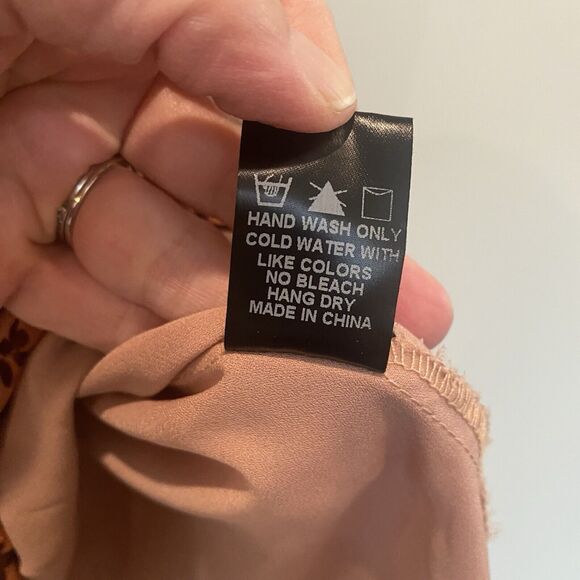 HAND WASH ONLY
COLD WATER WITH
LIKE COLORS
NO BLEACH
HANG DRY
MADE IN CHINA